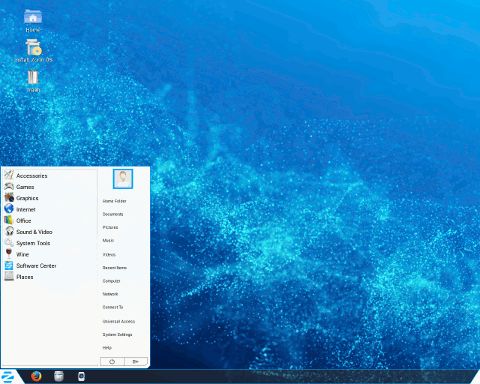 Home
Install Zorin OS
Trash
Accessories
Games
Graphics
Internet
Office
Sound & Video
System Tools
Wine
Software Center
Places
Home Folder
Documents
Pictures
Music
Videos
Recent Items
Computer
Network
Connect To
Universal Access
System Settings
Help